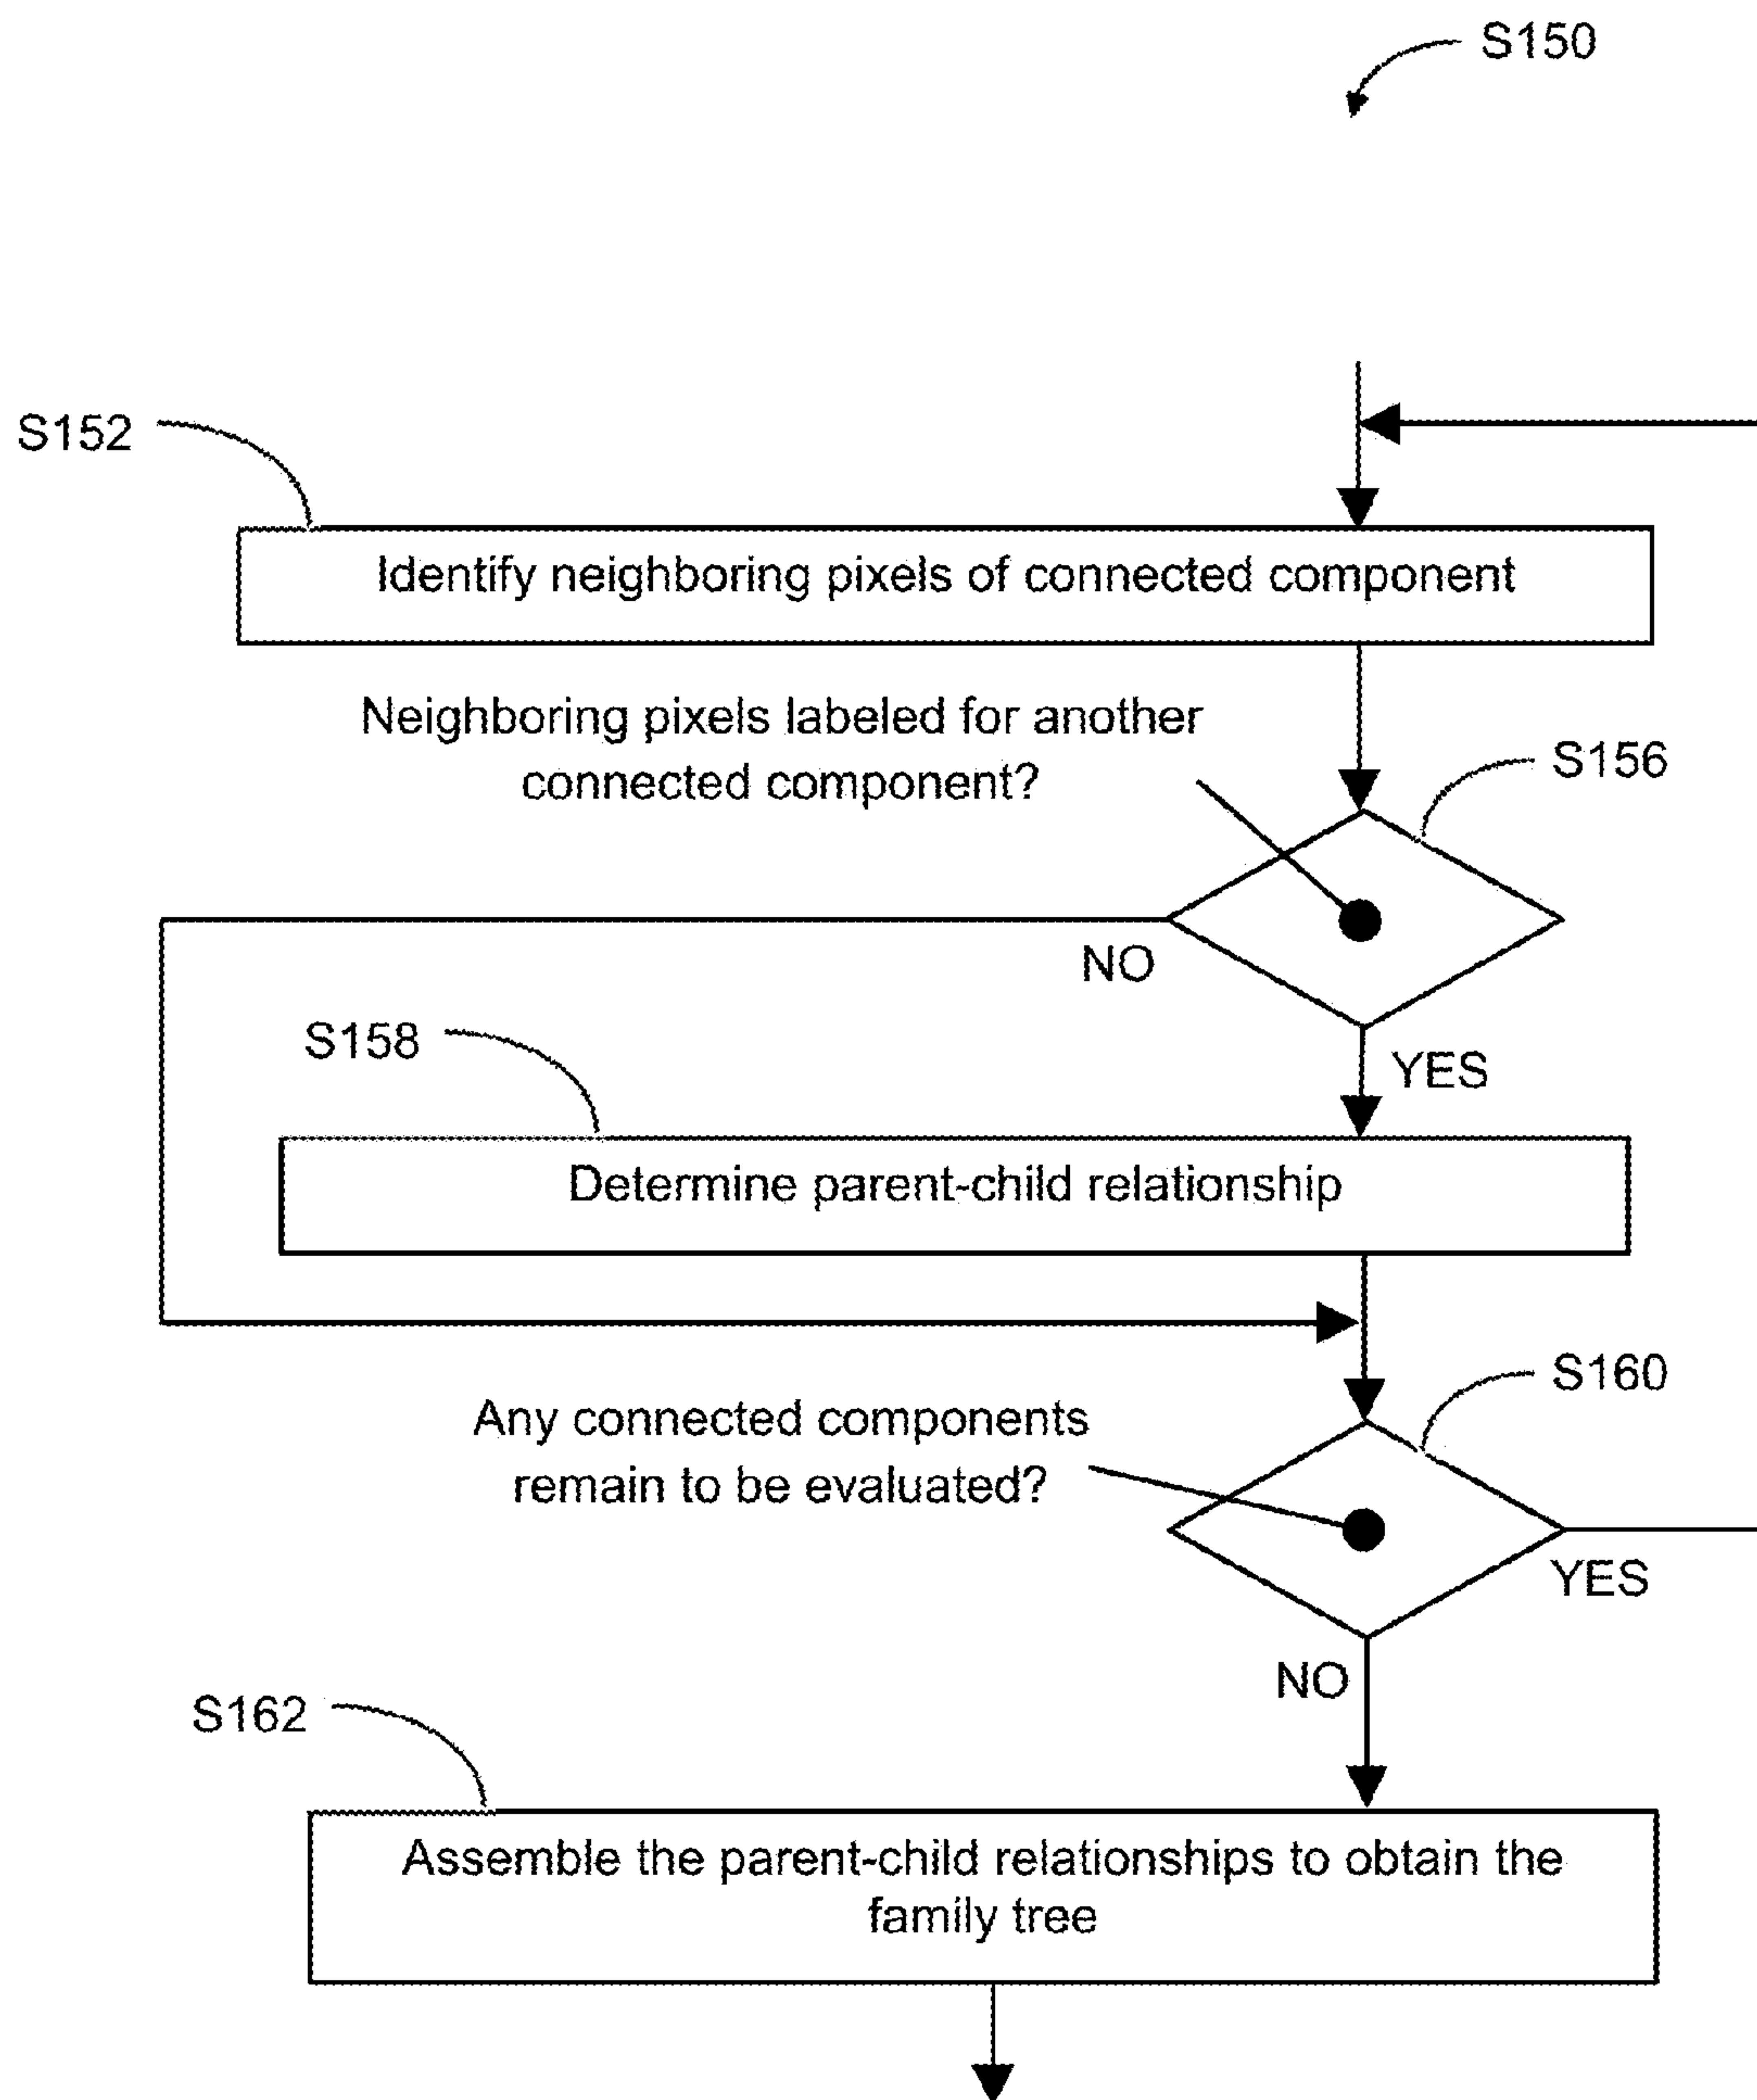 S150
S152
Identify neighboring pixels of connected component
Neighboring pixels labeled for another
connected component?
S156
NO
S158
YES
Determine parent-child relationship
S160
Any connected components
remain to be evaluated?
YES
NO
S162
Assemble the parent-child relationships to obtain the
family tree